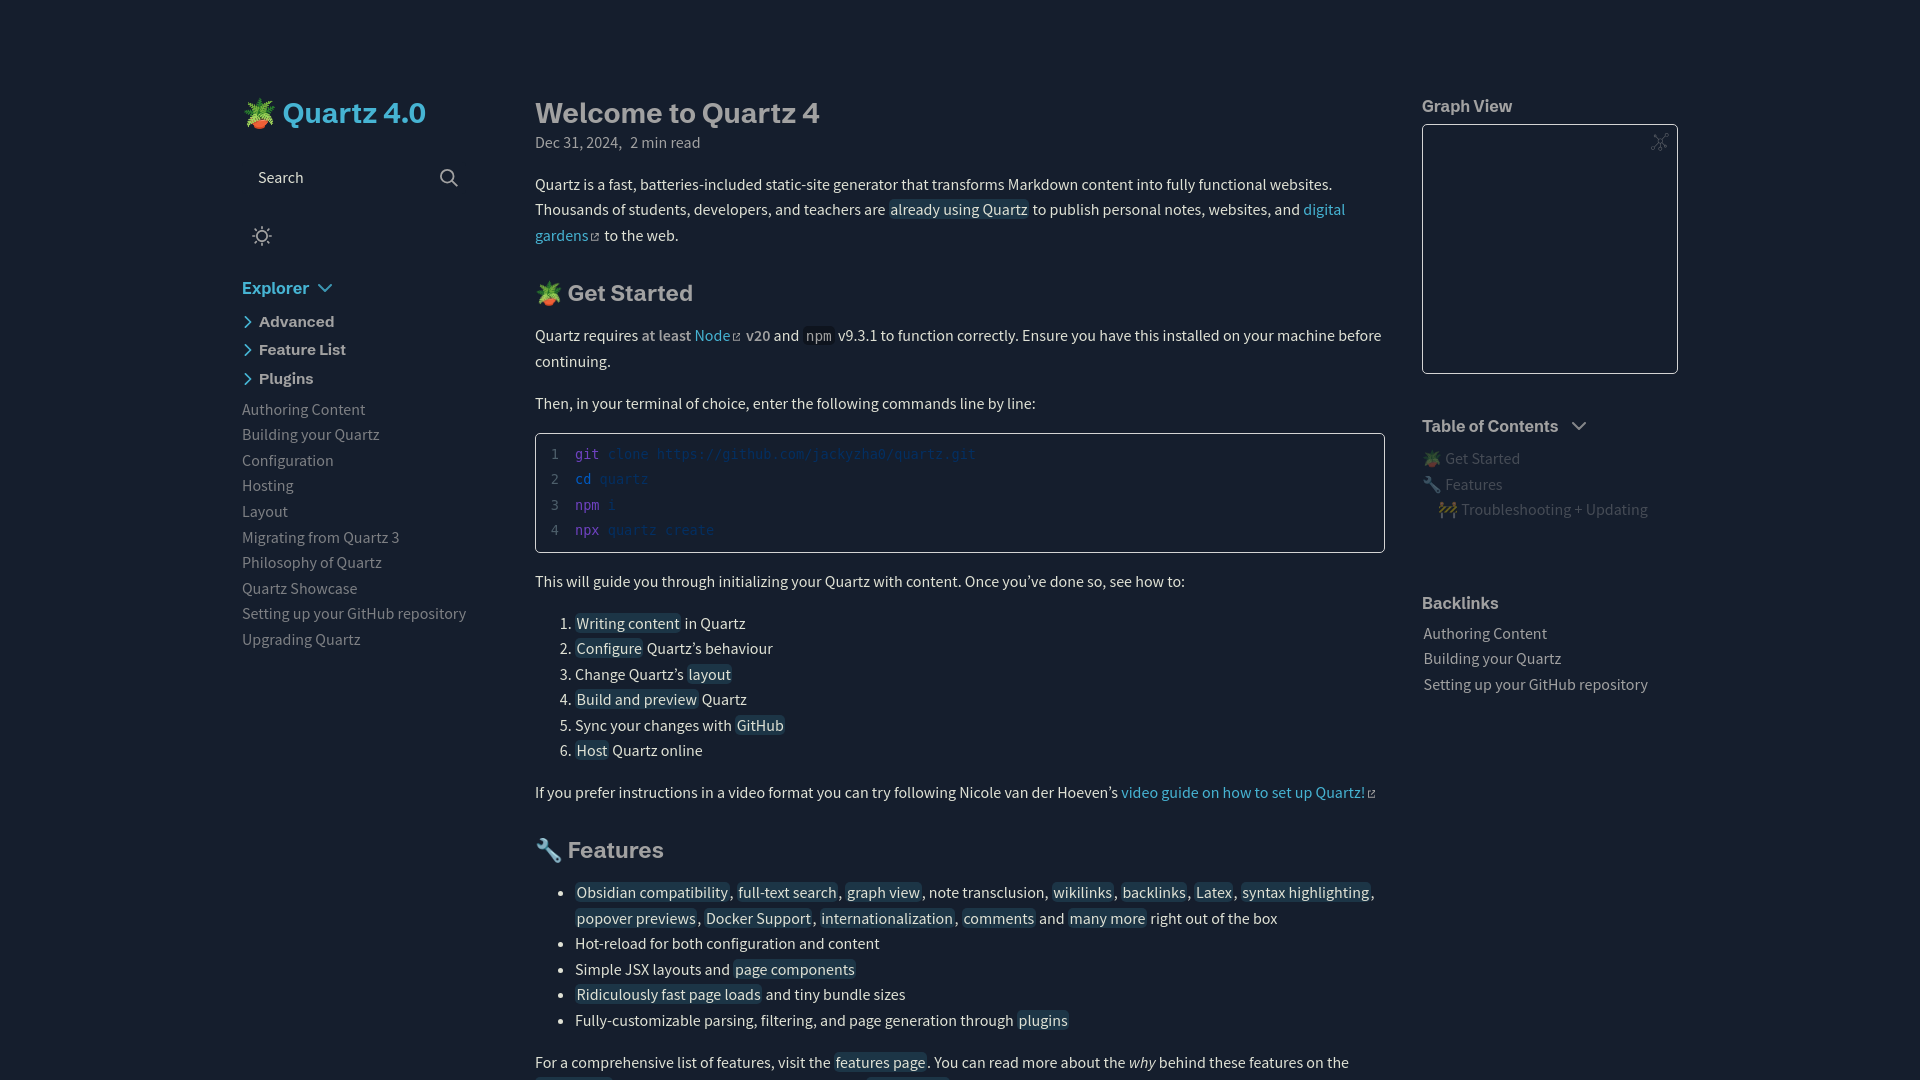 🪴 Quartz 4.0
Search
Explorer
Advanced
Feature List
Plugins
Authoring Content
Building your Quartz
Configuration
Hosting
Layout
Migrating from Quartz 3
Philosophy of Quartz
Quartz Showcase
Setting up your GitHub repository
Upgrading Quartz
Welcome to Quartz 4
Dec 31, 2024, 2 min read
Quartz is a fast, batteries-included static-site generator that transforms Markdown content into fully functional websites.
Thousands of students, developers, and teachers are already using Quartz to publish personal notes, websites, and digital
gardens to the web.
🪴 Get Started
Quartz requires at least Node v20 and npm v9.3.1 to function correctly. Ensure you have this installed on your machine before
continuing.
Then, in your terminal of choice, enter the following commands line by line:
1 git clone https://github.com/jackyzha0/quartz.git
2 cd quartz
3 npm i
4 npx quartz create
This will guide you through initializing your Quartz with content. Once you’ve done so, see how to:
1. Writing content in Quartz
2. Configure Quartz’s behaviour
3. Change Quartz’s layout
4. Build and preview Quartz
5. Sync your changes with GitHub
6. Host Quartz online
If you prefer instructions in a video format you can try following Nicole van der Hoeven’s video guide on how to set up Quartz!
🔧 Features
• Obsidian compatibility, full-text search, graph view, note transclusion, wikilinks, backlinks, Latex, syntax highlighting,
popover previews, Docker Support, internationalization, comments and many more right out of the box
• Hot-reload for both configuration and content
• Simple JSX layouts and page components
• Ridiculously fast page loads and tiny bundle sizes
• Fully-customizable parsing, filtering, and page generation through plugins
For a comprehensive list of features, visit the features page. You can read more about the why behind these features on the
Graph View
Table of Contents
🪴 Get Started
🔧 Features
🚧 Troubleshooting + Updating
Backlinks
Authoring Content
Building your Quartz
Setting up your GitHub repository